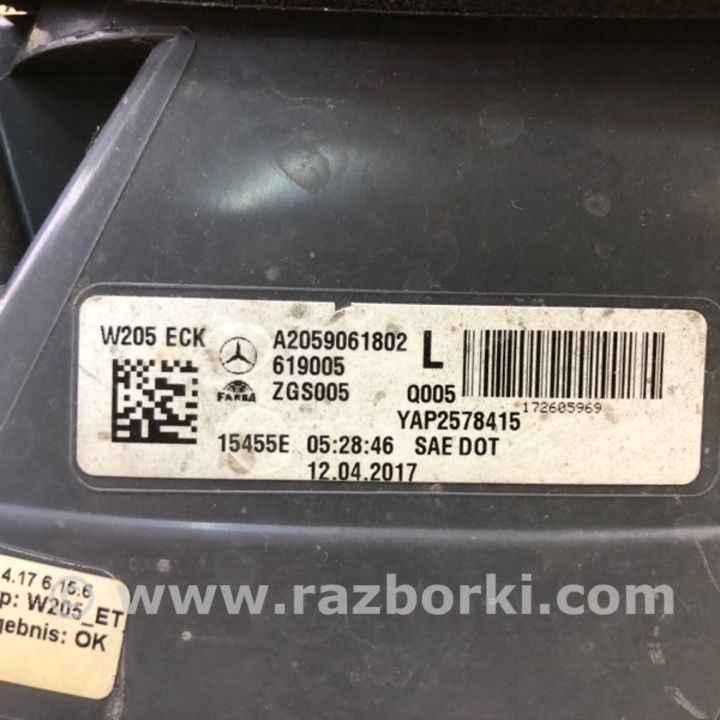 W205 ECK
A2059061802 L
619005
FARBA
ZGS005 Q005
172605969
YAP2578415
15455E 05:28:46 SAE DOT
12.04.2017
4.17 6.15.6
p: W205_ET
gebnis: OK
© www.razborki.com